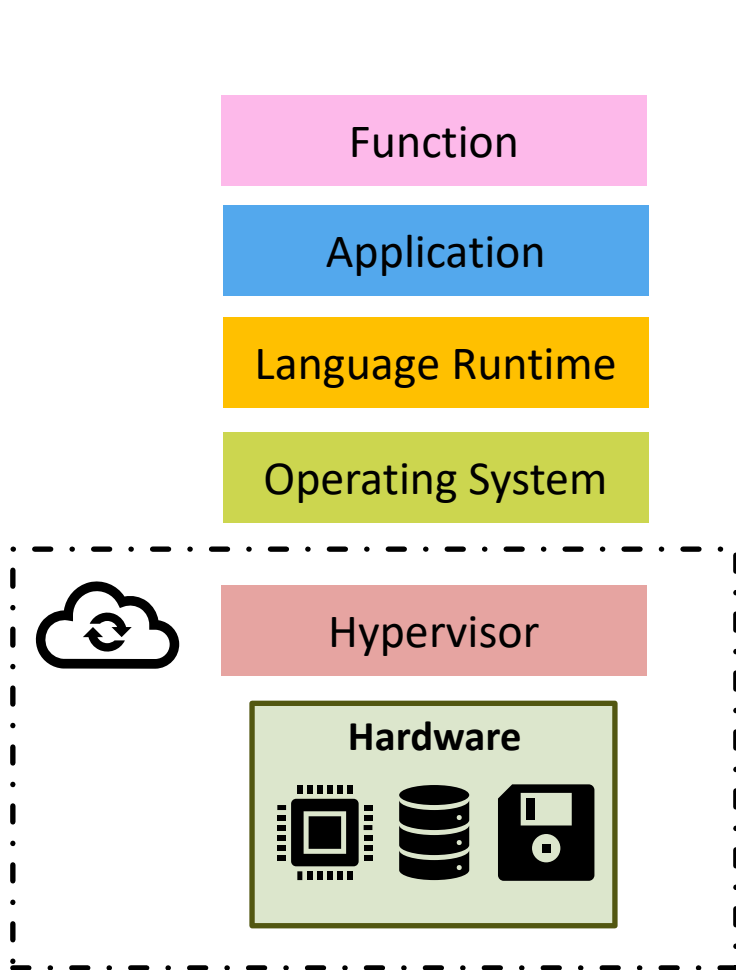 Function
Application
Language Runtime
Operating System
Hypervisor
Hardware